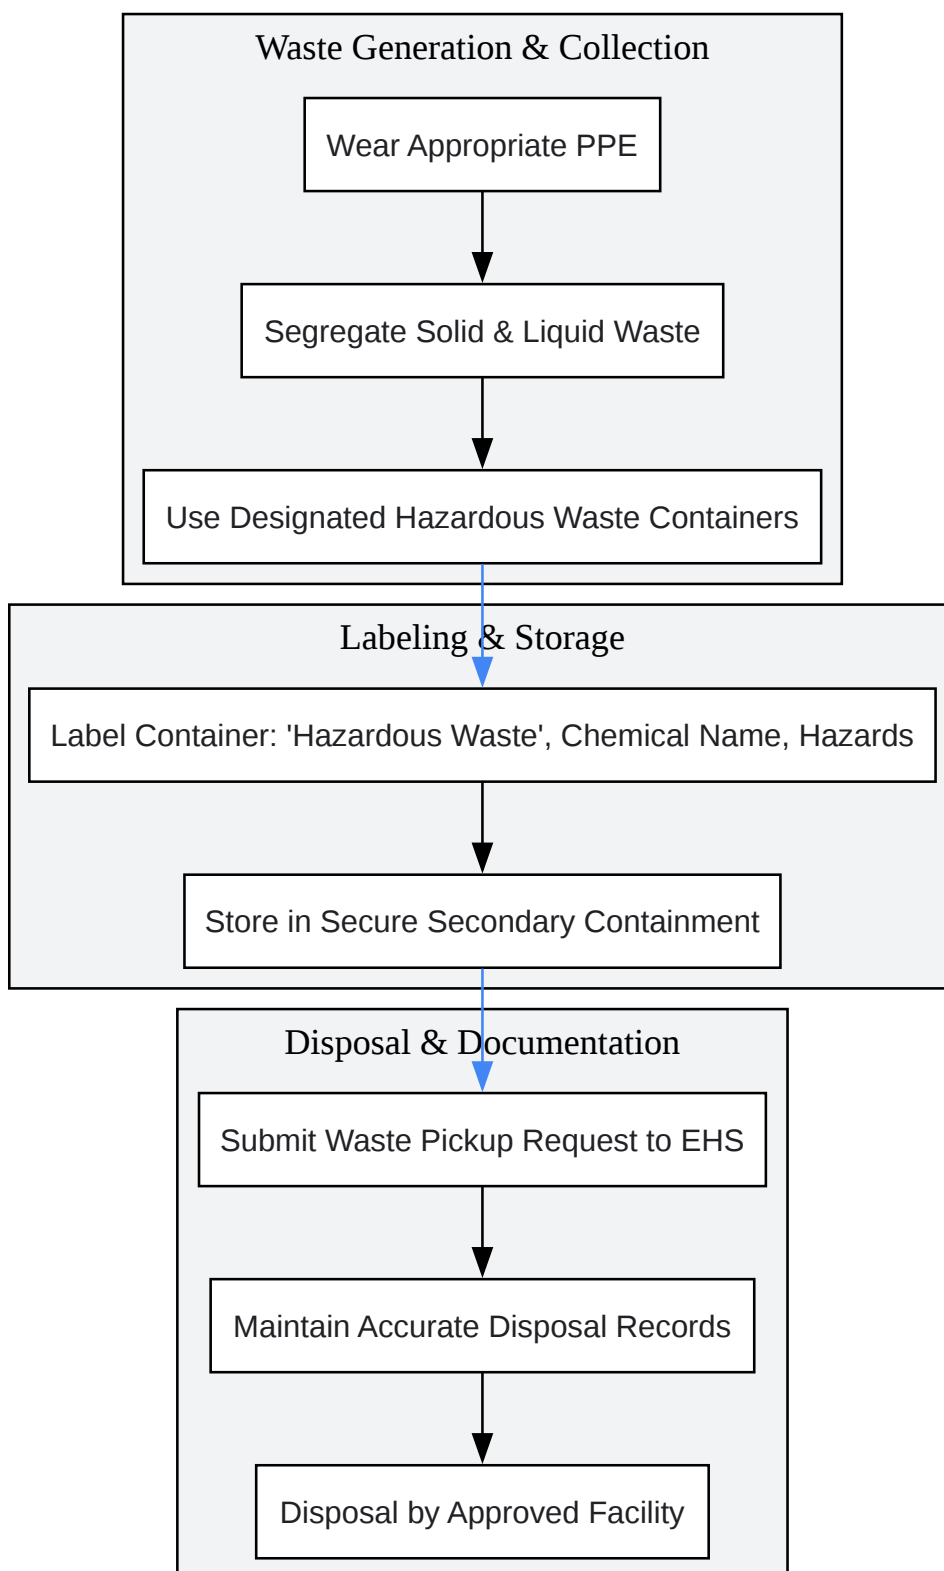 Waste Generation & Collection
Wear Appropriate PPE
Segregate Solid & Liquid Waste
Use Designated Hazardous Waste Containers
Labeling & Storage
Label Container: 'Hazardous Waste', Chemical Name, Hazards
Store in Secure Secondary Containment
Disposal & Documentation
Submit Waste Pickup Request to EHS
Maintain Accurate Disposal Records
Disposal by Approved Facility